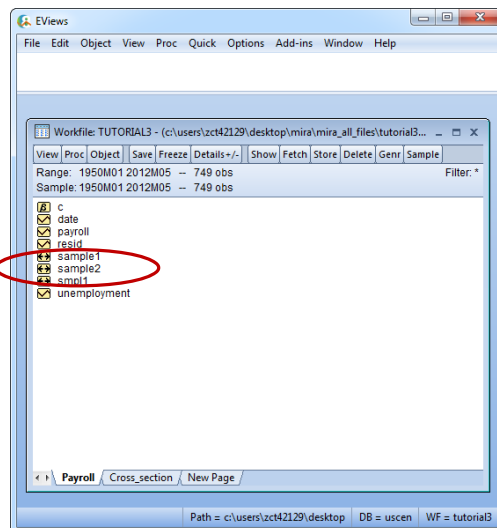 EViews
File Edit Object View Proc Quick Options Add-ins Window Help
Workfile: TUTORIAL3 - (c:\users\zct42129\desktop\mira\mira_all_files\tutorial3...
View Proc Object Save Freeze Details+/- Show Fetch Store Delete Genr Sample
Range: 1950M01 2012M05 -- 749 obs Filter: *
Sample: 1950M01 2012M05 -- 749 obs
β c
date
payroll
resid
sample1
sample2
smpl1
unemployment
Payroll Cross_section New Page
Path = c:\users\zct42129\desktop DB = uscen WF = tutorial3